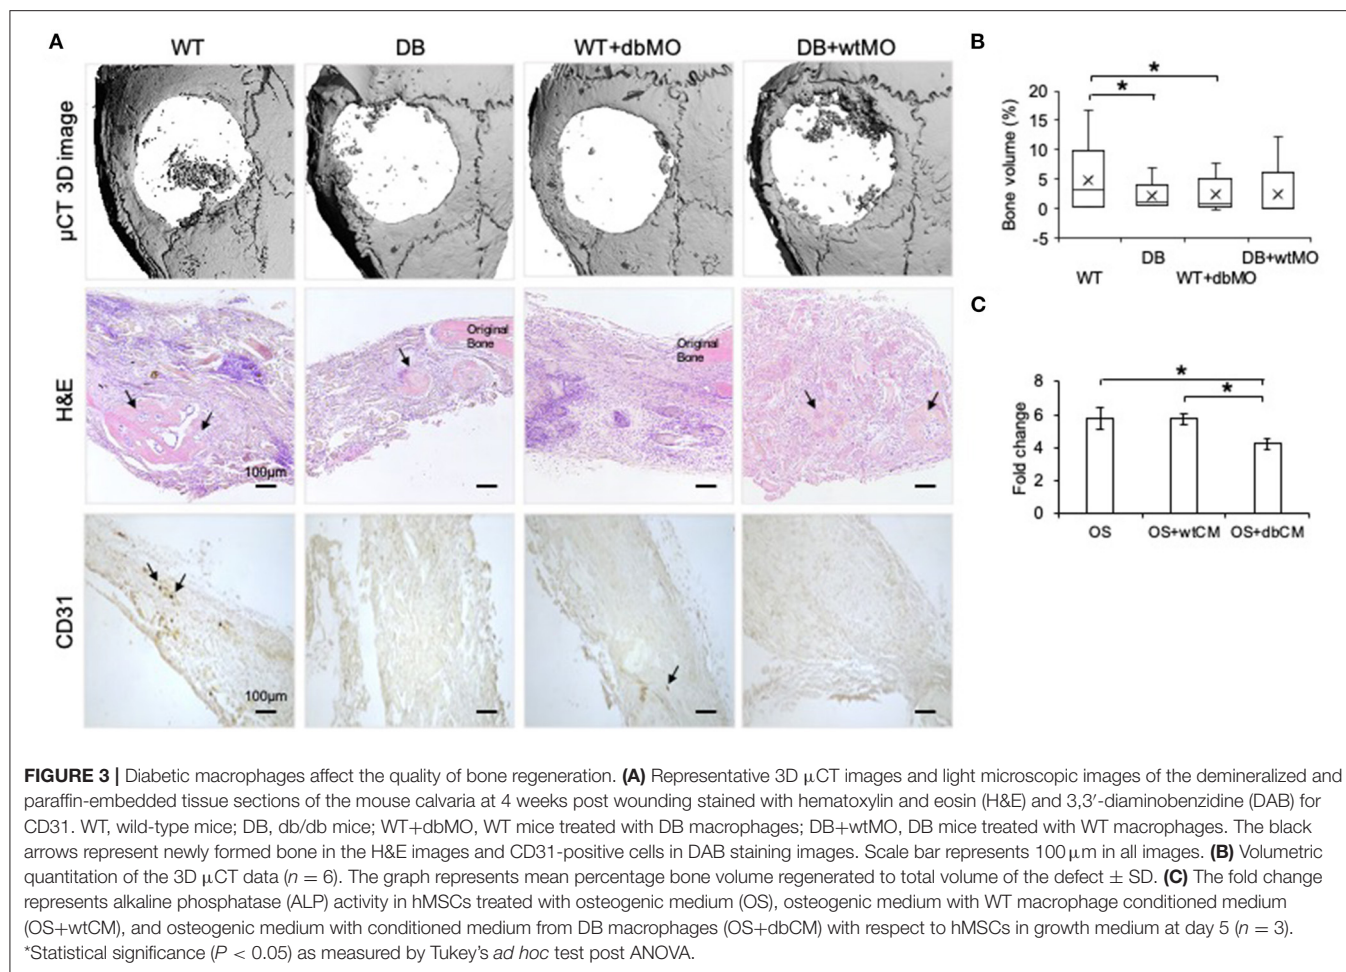 A
WT
DB
WT+dbMO
DB+wtMO
µCT 3D image
H&E
Original
Bone
Original
Bone
100µm
CD31
100µm
B
* 
*
Bone volume (%)
20
15
10
5
0
-5
WT
DB
WT+dbMO
DB+wtMO
C
*
*
Fold change
8
6
4
2
0
OS
OS+wtCM
OS+dbCM
FIGURE 3 | Diabetic macrophages affect the quality of bone regeneration. (A) Representative 3D µCT images and light microscopic images of the demineralized and
paraffin-embedded tissue sections of the mouse calvaria at 4 weeks post wounding stained with hematoxylin and eosin (H&E) and 3,3′-diaminobenzidine (DAB) for
CD31. WT, wild-type mice; DB, db/db mice; WT+dbMO, WT mice treated with DB macrophages; DB+wtMO, DB mice treated with WT macrophages. The black
arrows represent newly formed bone in the H&E images and CD31-positive cells in DAB staining images. Scale bar represents 100 µm in all images. (B) Volumetric
quantitation of the 3D µCT data (n = 6). The graph represents mean percentage bone volume regenerated to total volume of the defect ± SD. (C) The fold change
represents alkaline phosphatase (ALP) activity in hMSCs treated with osteogenic medium (OS), osteogenic medium with WT macrophage conditioned medium
(OS+wtCM), and osteogenic medium with conditioned medium from DB macrophages (OS+dbCM) with respect to hMSCs in growth medium at day 5 (n = 3).
*Statistical significance (P < 0.05) as measured by Tukey's ad hoc test post ANOVA.